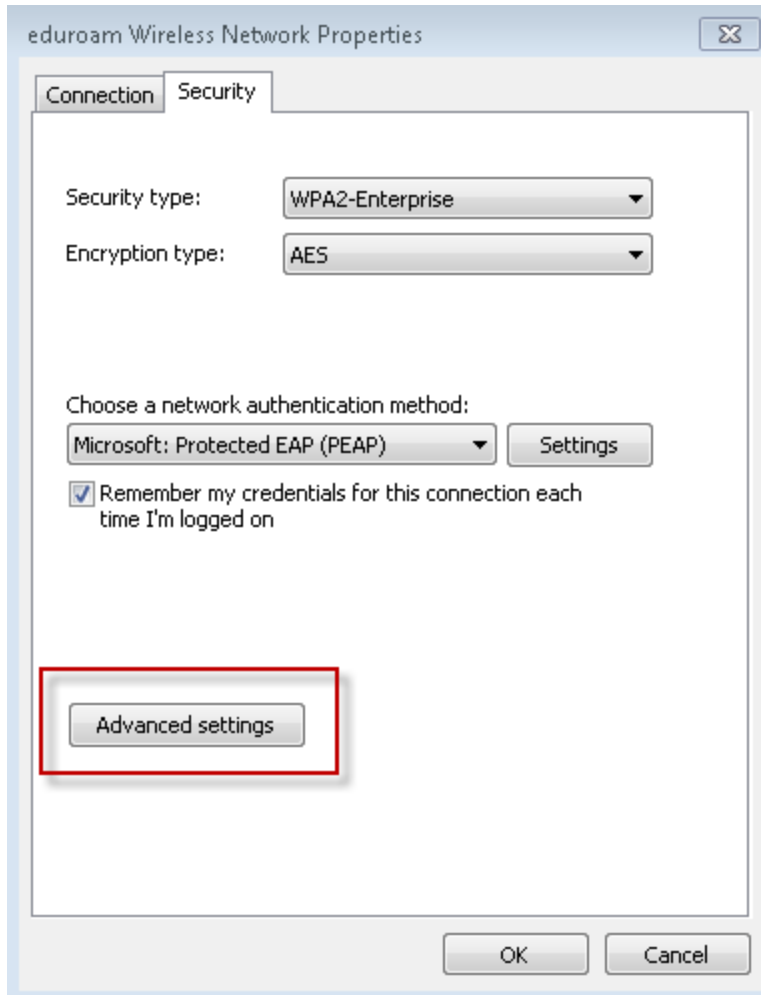 eduroam Wireless Network Properties
Connection
Security
Security type:
WPA2-Enterprise
Encryption type:
AES
Choose a network authentication method:
Microsoft: Protected EAP (PEAP)
Settings
Remember my credentials for this connection each
time I'm logged on
Advanced settings
OK
Cancel